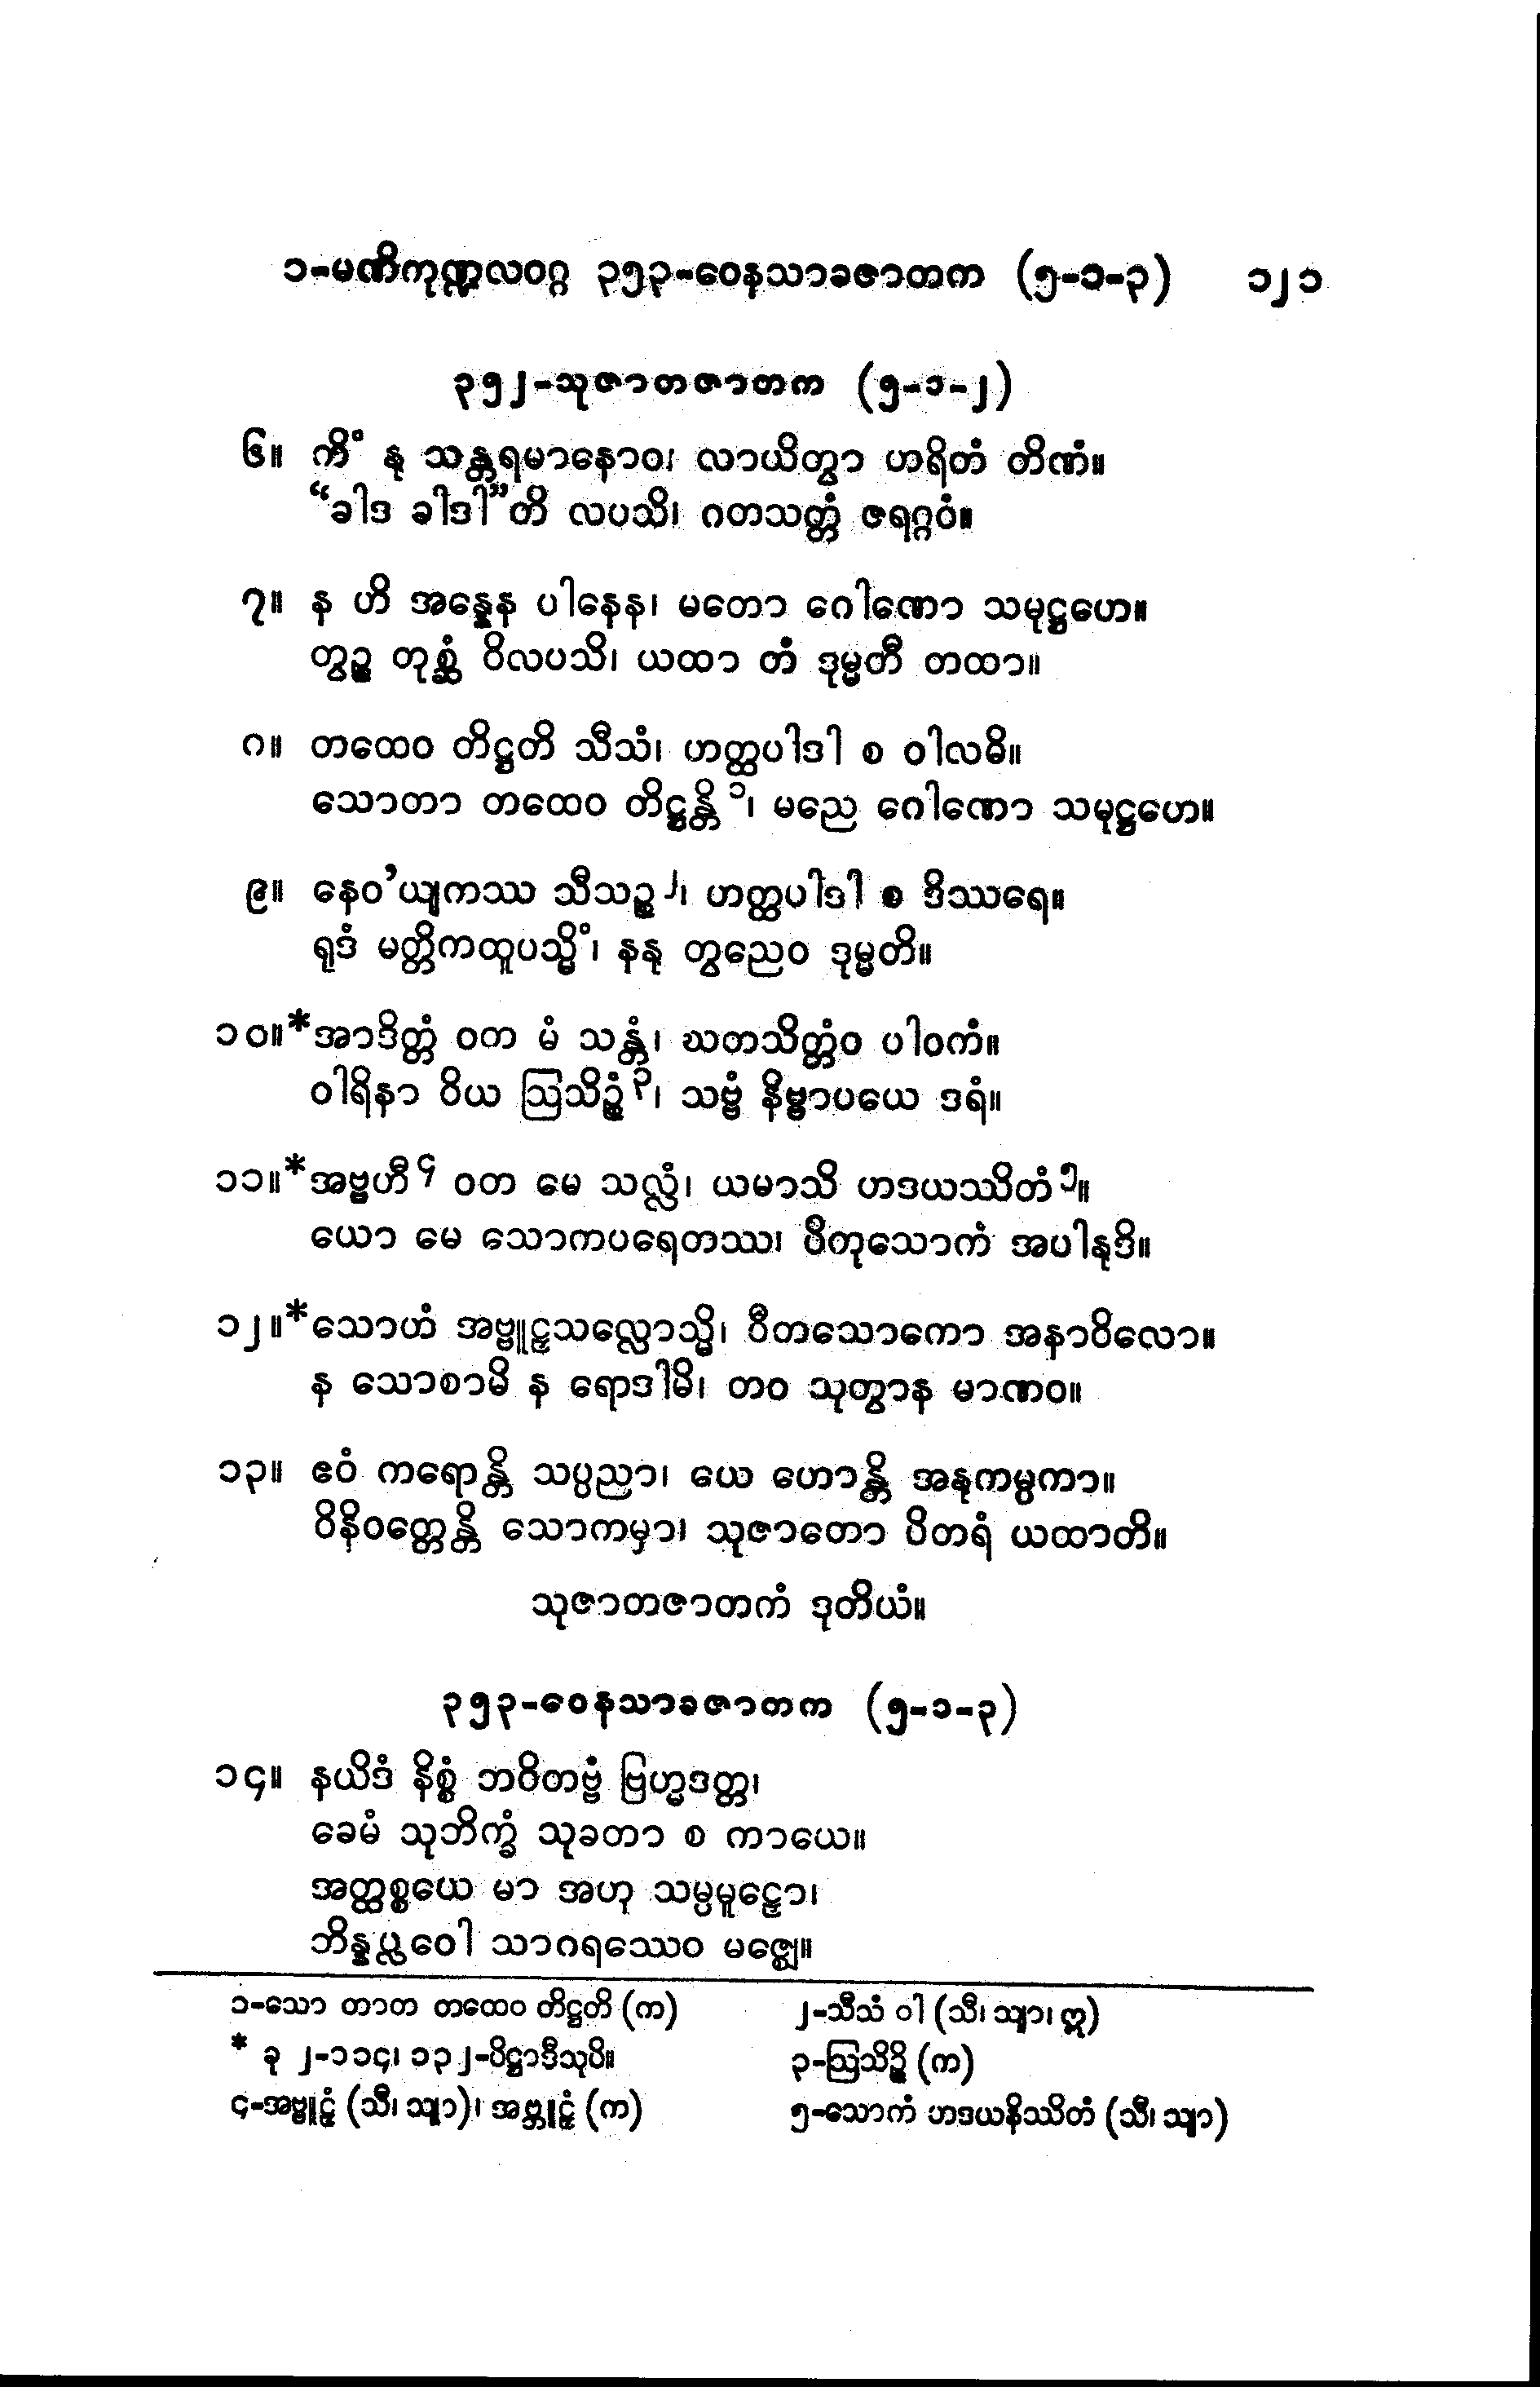 ၁-မဏိကုဏ္ဍလဝဂ္ဂ ၃၅၃-ဝေနသာခဇာတက (၅-၁-၃) ၁၂၁
၃၅၂-သုဇာတဇာတက (၅-၁-၂)
၆။ ကိံ နု သန္တရမာနောဝ၊ လာယိတွာ ဟရိတံ တိဏံ။
“ခါဒ ခါဒါ”တိ လပသိ၊ ဂတသတ္တံ ဇရဂ္ဂဝံ။
၇။ န ဟိ အန္နေန ပါနေန၊ မတော ဂေါဏော သမုဋ္ဌဟေ။
တွဉ္စ တုစ္ဆံ ဝိလပသိ၊ ယထာ တံ ဒုမ္မတီ တထာ။
၈။ တထေဝ တိဋ္ဌတိ သီသံ၊ ဟတ္ထပါဒါ စ ဝါလဓိ။
သောတာ တထေဝ တိဋ္ဌန္တိ၁၊ မညေ ဂေါဏော သမုဋ္ဌဟေ။
၉။ နေဝ’ယျကဿ သီသဉ္စ၂၊ ဟတ္ထပါဒါ စ ဒိဿရေ။
ရုဒံ မတ္တိကထူပသ္မိံ၊ နနု တွညေဝ ဒုမ္မတိ။
၁၀။*အာဒိတ္တံ ဝတ မံ သန္တံ၊ ဃတသိတ္တံဝ ပါဝကံ။
ဝါရိနာ ဝိယ ဩသိဉ္စံ၃၊ သဗ္ဗံ နိဗ္ဗာပယေ ဒရံ။
၁၁။*အဗ္ဗဟီ၄ ဝတ မေ သလ္လံ၊ ယမာသိ ဟဒယဿိတံ၅။
ယော မေ သောကပရေတဿ၊ ပိတုသောကံ အပါနုဒိ။
၁၂။*သောဟံ အဗ္ဗူဠှသလ္လောသ္မိ၊ ဝီတသောကော အနာဝိလော။
န သောစာမိ န ရောဒါမိ၊ တဝ သုတွာန မာဏဝ။
၁၃။ ဧဝံ ကရောန္တိ သပ္ပညာ၊ ယေ ဟောန္တိ အနုကမ္ပကာ။
ဝိနိဝတ္တေန္တိ သောကမှာ၊ သုဇာတော ပိတရံ ယထာတိ။
သုဇာတဇာတကံ ဒုတိယံ။
၃၅၃-ဝေနသာခဇာတက (၅-၁-၃)
၁၄။ နယိဒံ နိစ္စံ ဘဝိတဗ္ဗံ ဗြဟ္မဒတ္တ၊
ခေမံ သုဘိက္ခံ သုခတာ စ ကာယေ။
အတ္ထစ္စယေ မာ အဟု သမ္ပမူဠှော၊
ဘိန္နပ္လဝေါ သာဂရဿေဝ မဇ္ဈေ။
၁-သော တာတ တထေဝ တိဋ္ဌတိ (က) ၂-သီသံ ဝါ (သီ၊ သျာ၊ ဣ)
* ခု ၂-၁၁၄၊ ၁၃၂-ပိဋ္ဌာဒီသုပိ။ ၃-ဩသိဉ္စိ (က)
၄-အဗ္ဗူဠှံ (သီ၊ သျာ)၊ အဗ္ဘူဠှံ (က) ၅-သောကံ ဟဒယနိဿိတံ (သီ၊ သျာ)